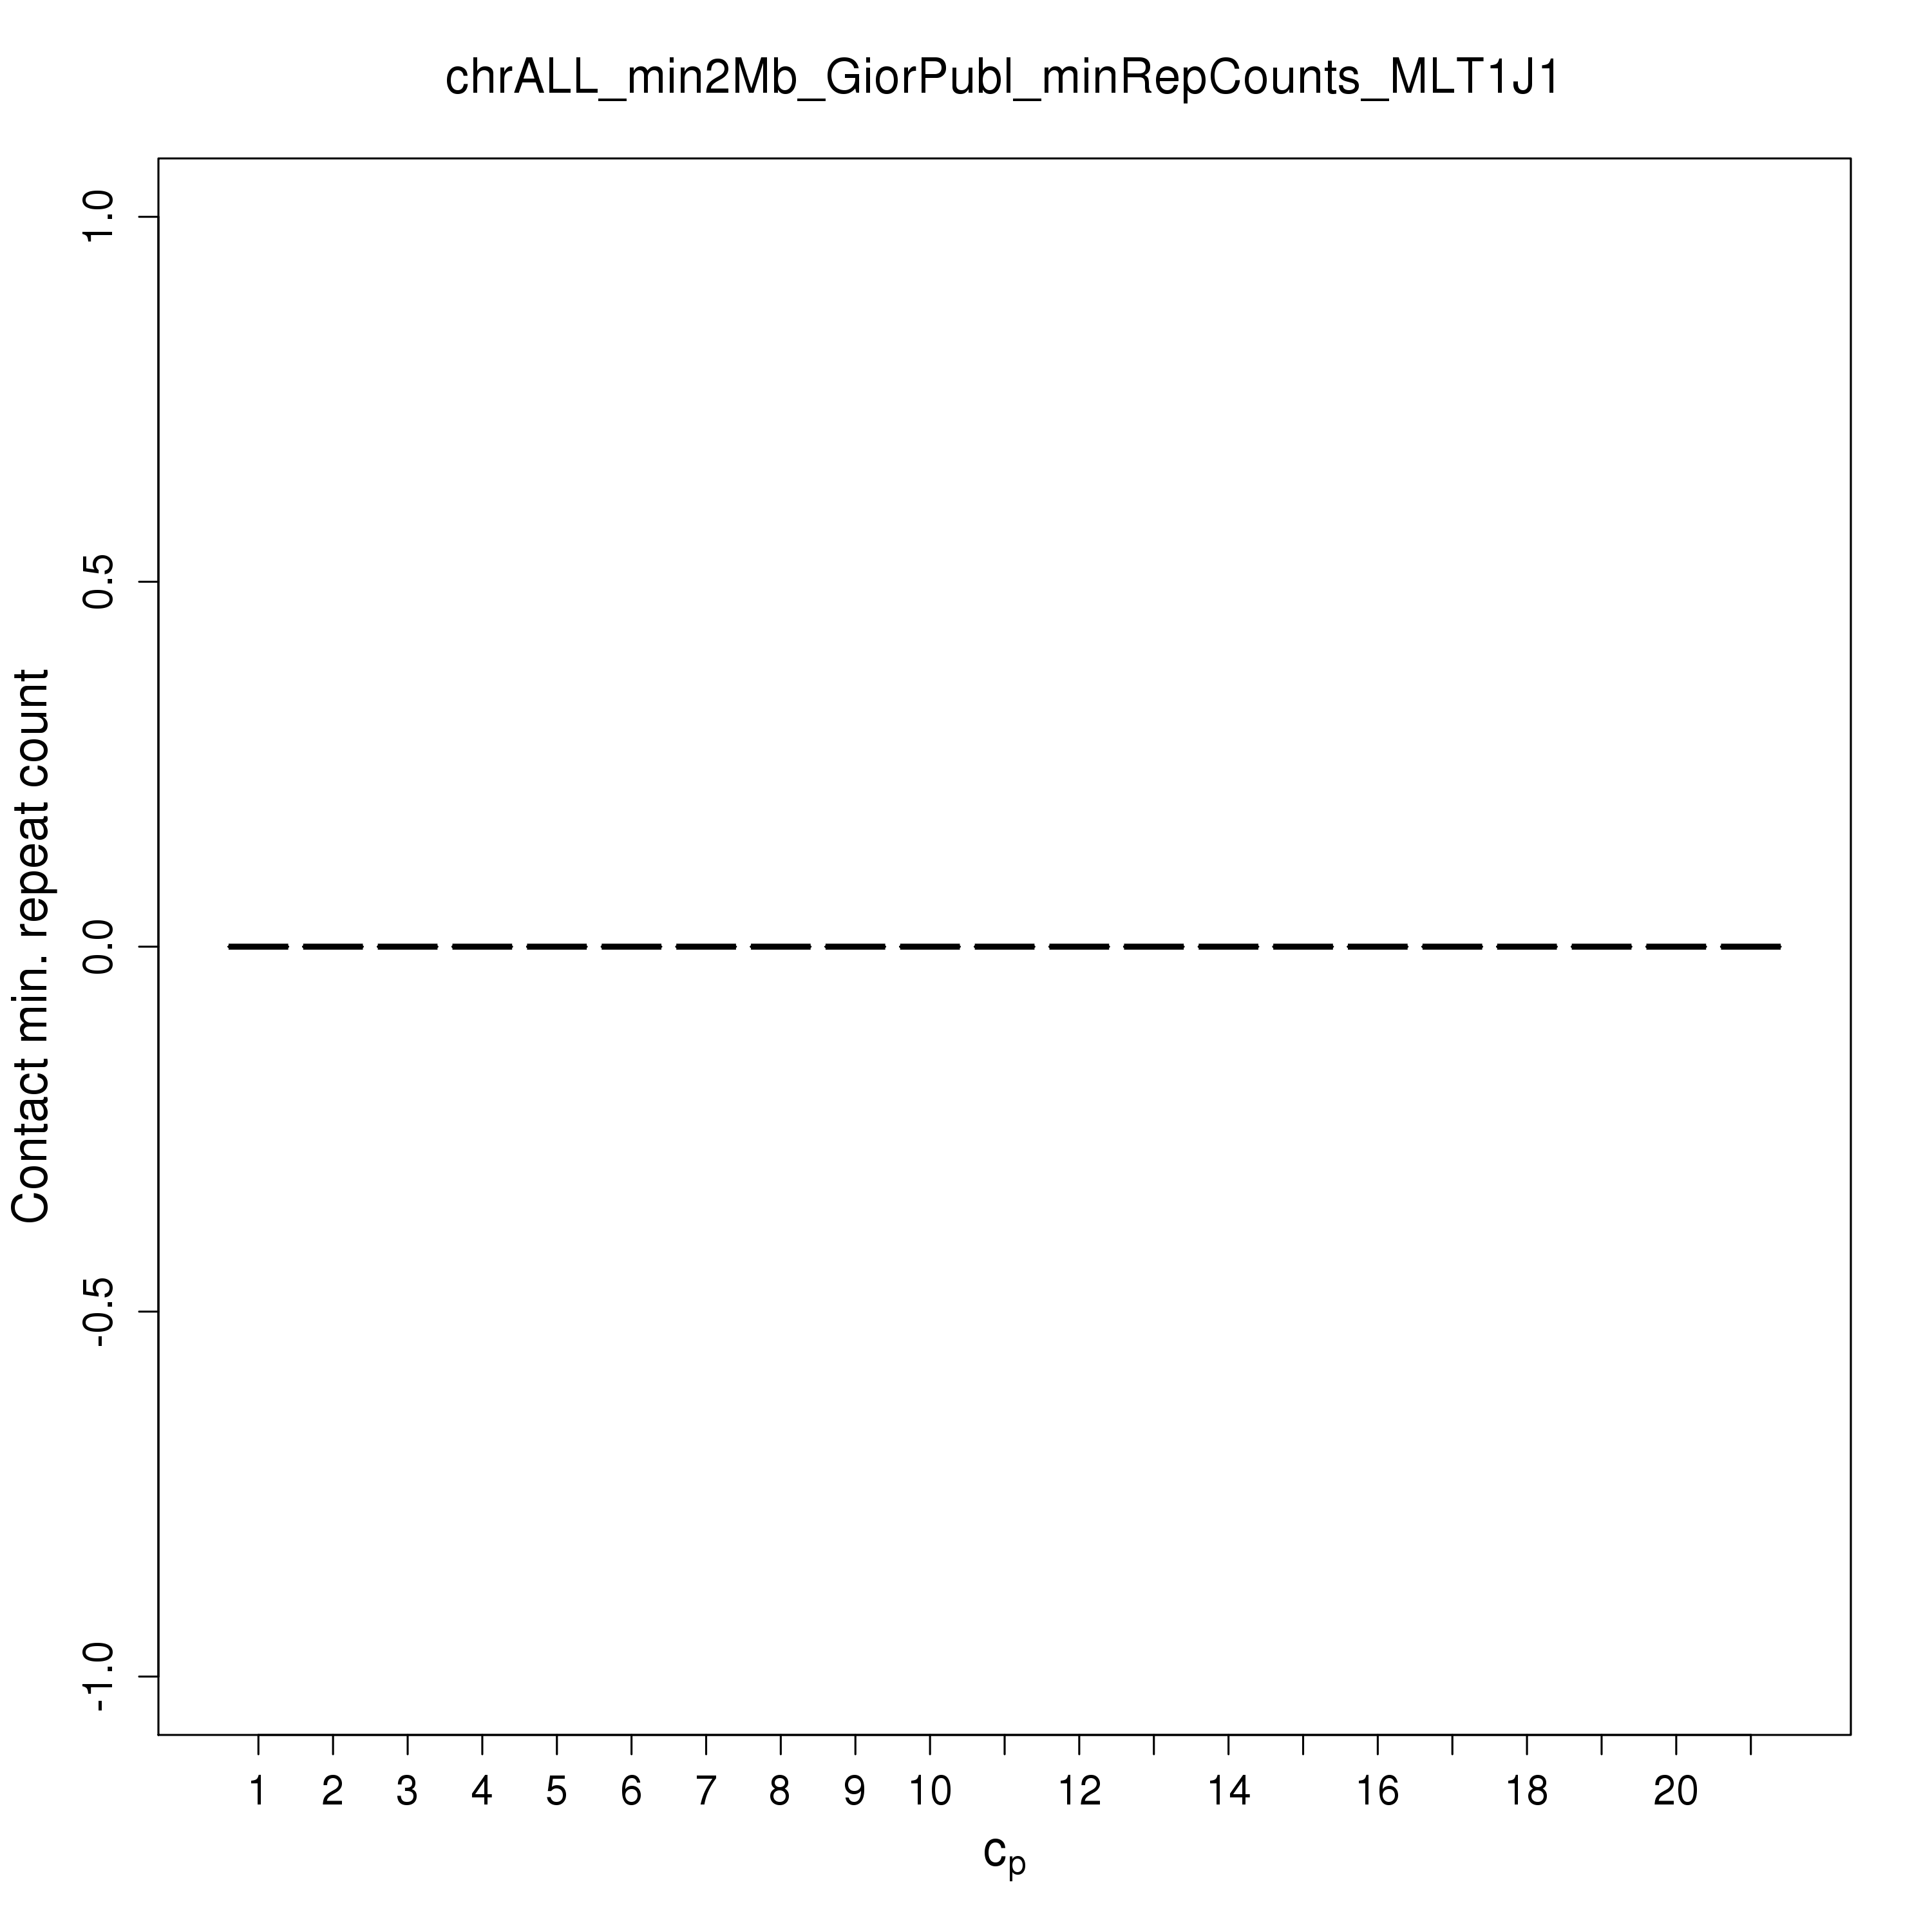 chrALL_min2Mb_GiorPubl_minRepCounts_MLT1J1
1.0
0.5
0.0
-0.5
-1.0
Contact min. repeat count
1 2 3 4 5 6 7 8 9 10 12 14 16 18 20
cp